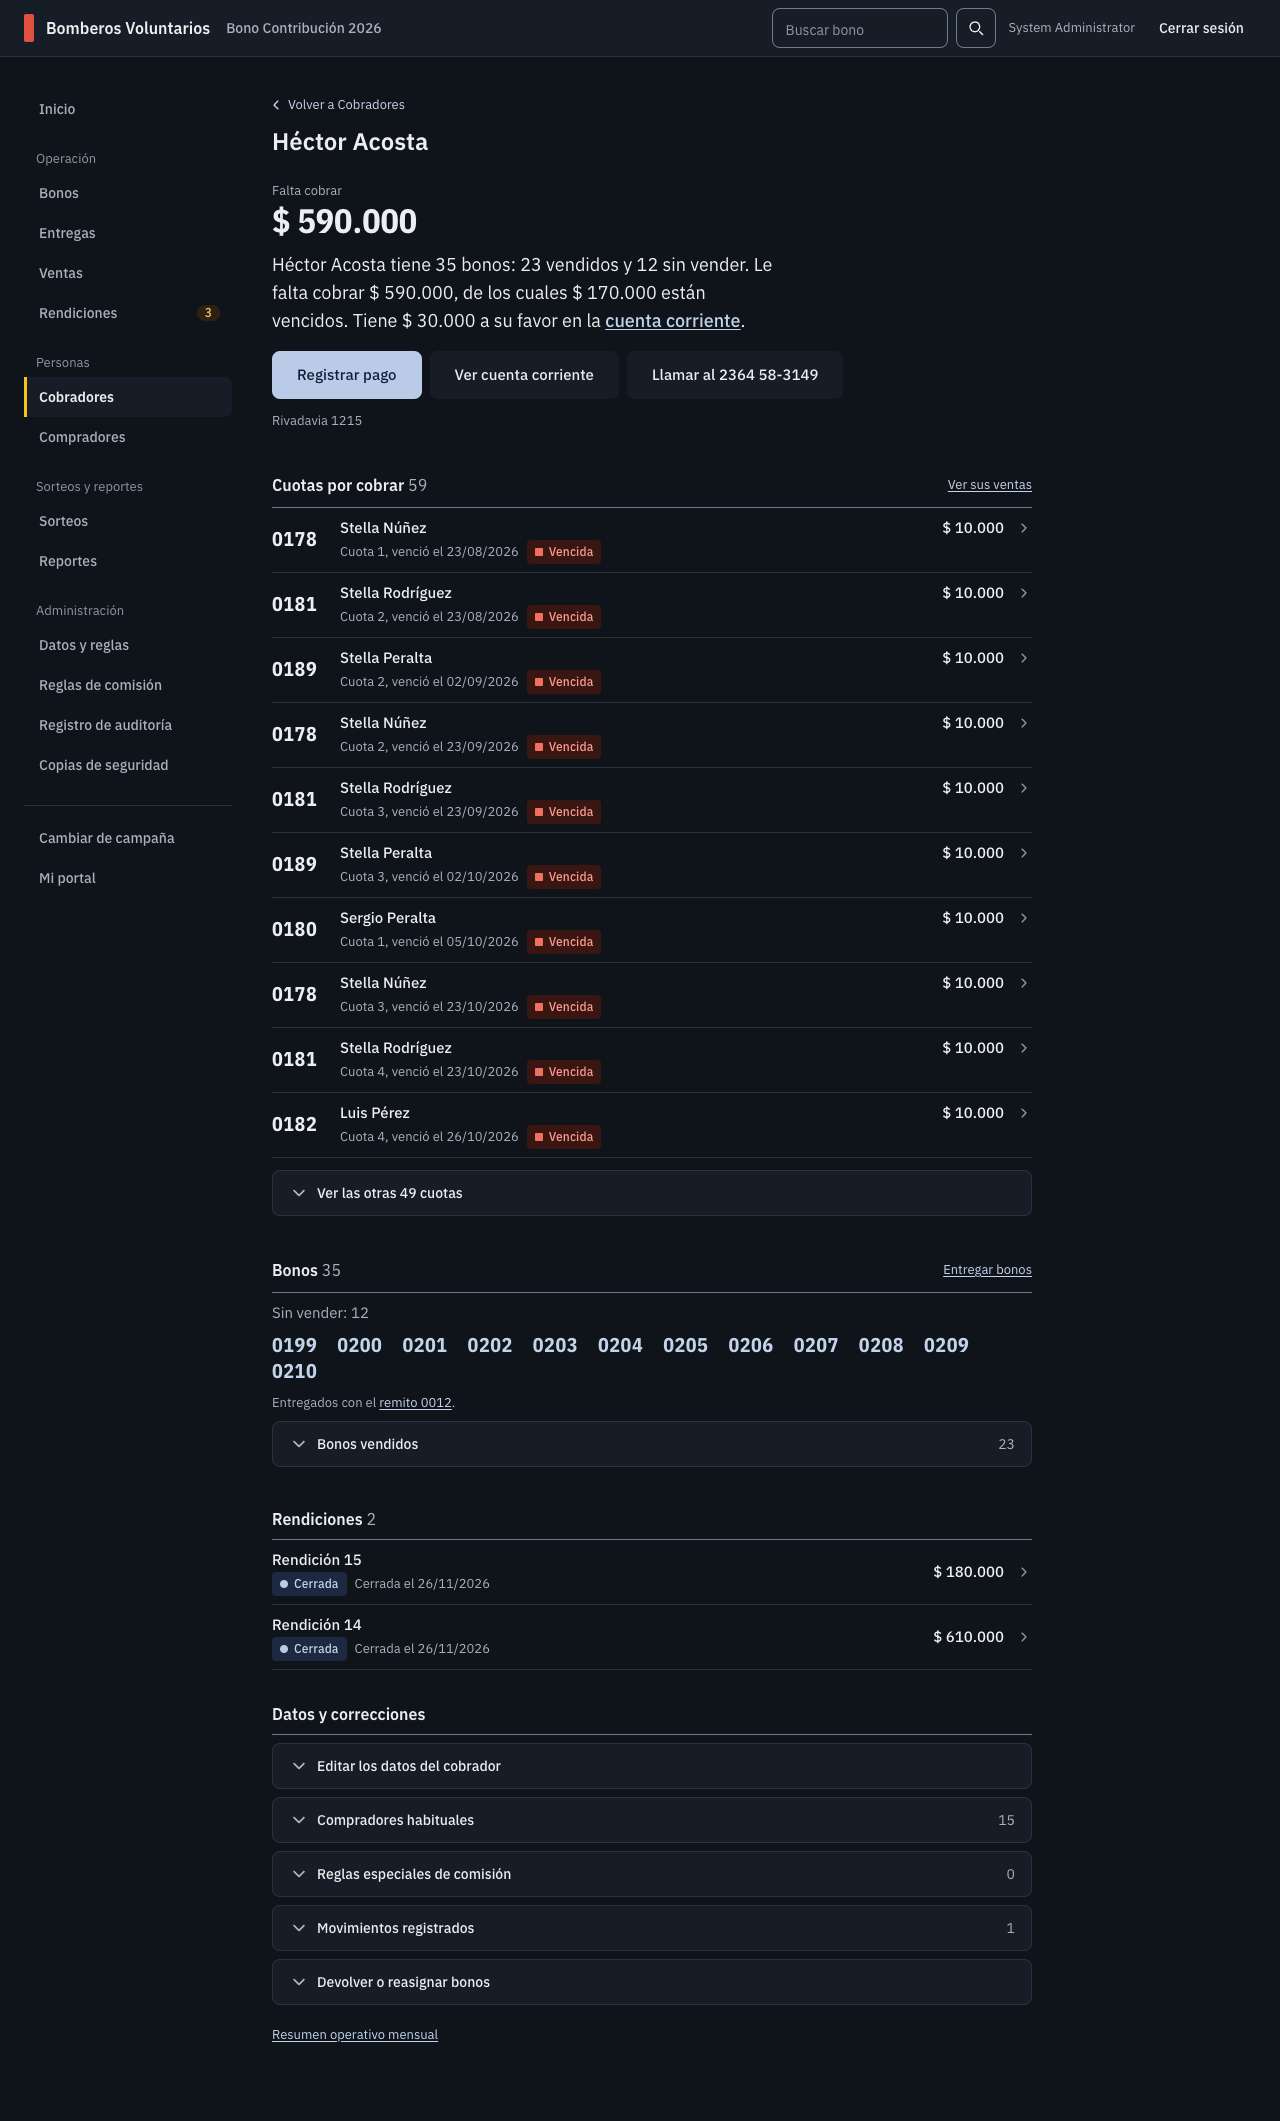 Bomberos Voluntarios Bono Contribución 2026 Buscar bono System Administrator Cerrar sesión
Inicio
Operación
Bonos
Entregas
Ventas
Rendiciones 3
Personas
Cobradores
Compradores
Sorteos y reportes
Sorteos
Reportes
Administración
Datos y reglas
Reglas de comisión
Registro de auditoría
Copias de seguridad
Cambiar de campaña
Mi portal
Volver a Cobradores
Héctor Acosta
Falta cobrar
$ 590.000
Héctor Acosta tiene 35 bonos: 23 vendidos y 12 sin vender. Le
falta cobrar $ 590.000, de los cuales $ 170.000 están
vencidos. Tiene $ 30.000 a su favor en la cuenta corriente.
Registrar pago Ver cuenta corriente Llamar al 2364 58-3149
Rivadavia 1215
Cuotas por cobrar 59 Ver sus ventas
0178 Stella Núñez $ 10.000
Cuota 1, venció el 23/08/2026 Vencida
0181 Stella Rodríguez $ 10.000
Cuota 2, venció el 23/08/2026 Vencida
0189 Stella Peralta $ 10.000
Cuota 2, venció el 02/09/2026 Vencida
0178 Stella Núñez $ 10.000
Cuota 2, venció el 23/09/2026 Vencida
0181 Stella Rodríguez $ 10.000
Cuota 3, venció el 23/09/2026 Vencida
0189 Stella Peralta $ 10.000
Cuota 3, venció el 02/10/2026 Vencida
0180 Sergio Peralta $ 10.000
Cuota 1, venció el 05/10/2026 Vencida
0178 Stella Núñez $ 10.000
Cuota 3, venció el 23/10/2026 Vencida
0181 Stella Rodríguez $ 10.000
Cuota 4, venció el 23/10/2026 Vencida
0182 Luis Pérez $ 10.000
Cuota 4, venció el 26/10/2026 Vencida
Ver las otras 49 cuotas
Bonos 35 Entregar bonos
Sin vender: 12
0199 0200 0201 0202 0203 0204 0205 0206 0207 0208 0209
0210
Entregados con el remito 0012.
Bonos vendidos 23
Rendiciones 2
Rendición 15 $ 180.000
Cerrada Cerrada el 26/11/2026
Rendición 14 $ 610.000
Cerrada Cerrada el 26/11/2026
Datos y correcciones
Editar los datos del cobrador
Compradores habituales 15
Reglas especiales de comisión 0
Movimientos registrados 1
Devolver o reasignar bonos
Resumen operativo mensual